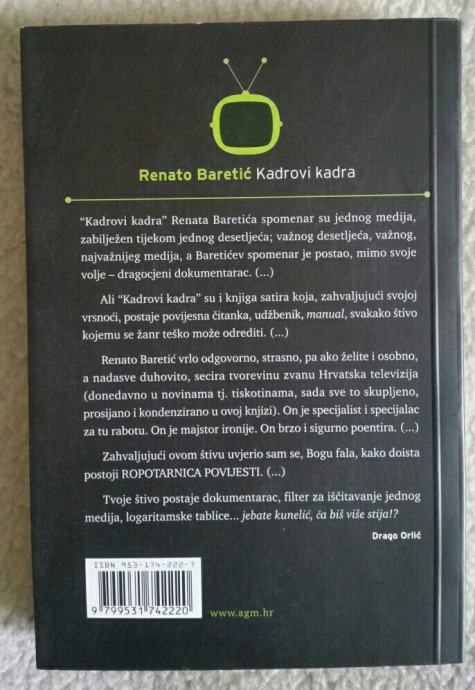 Renato Baretić Kadrovi kadra
"Kadrovi kadra" Renata Baretića spomenar su jednog medija,
zabilježen tijekom jednog desetljeća; važnog desetljeća, važnog,
najvažnijeg medija, a Baretićev spomenar je postao, mimo svoje
volje – dragocjeni dokumentarac. (...)
Ali "Kadrovi kadra" su i knjiga satira koja, zahvaljujući svojoj
vrsnoći, postaje povijesna čitanka, udžbenik, manual, svakako štivo
kojemu se žanr teško može odrediti. (...)
Renato Baretić vrlo odgovorno, strasno, pa ako želite i osobno,
a nadasve duhovito, secira tvorevinu zvanu Hrvatska televizija
(donedavno u novinama tj. tiskotinama, sada sve to skupljeno,
prosijano i kondenzirano u ovoj knjizi). On je specijalist i specijalac
za tu rabotu. On je majstor ironije. On brzo i sigurno poentira. (...)
Zahvaljujući ovom štivu uvjerio sam se, Bogu fala, kako doista
postoji ROPOTARNICA POVIJESTI. (...)
Tvoje štivo postaje dokumentarac, filter za iščitavanje jednog
medija, logaritamske tablice... jebate kunelić, ča biš više stija!?
Drago Orlić
ISBN 953-174-222-7
9 799531 742220
www.agm.hr